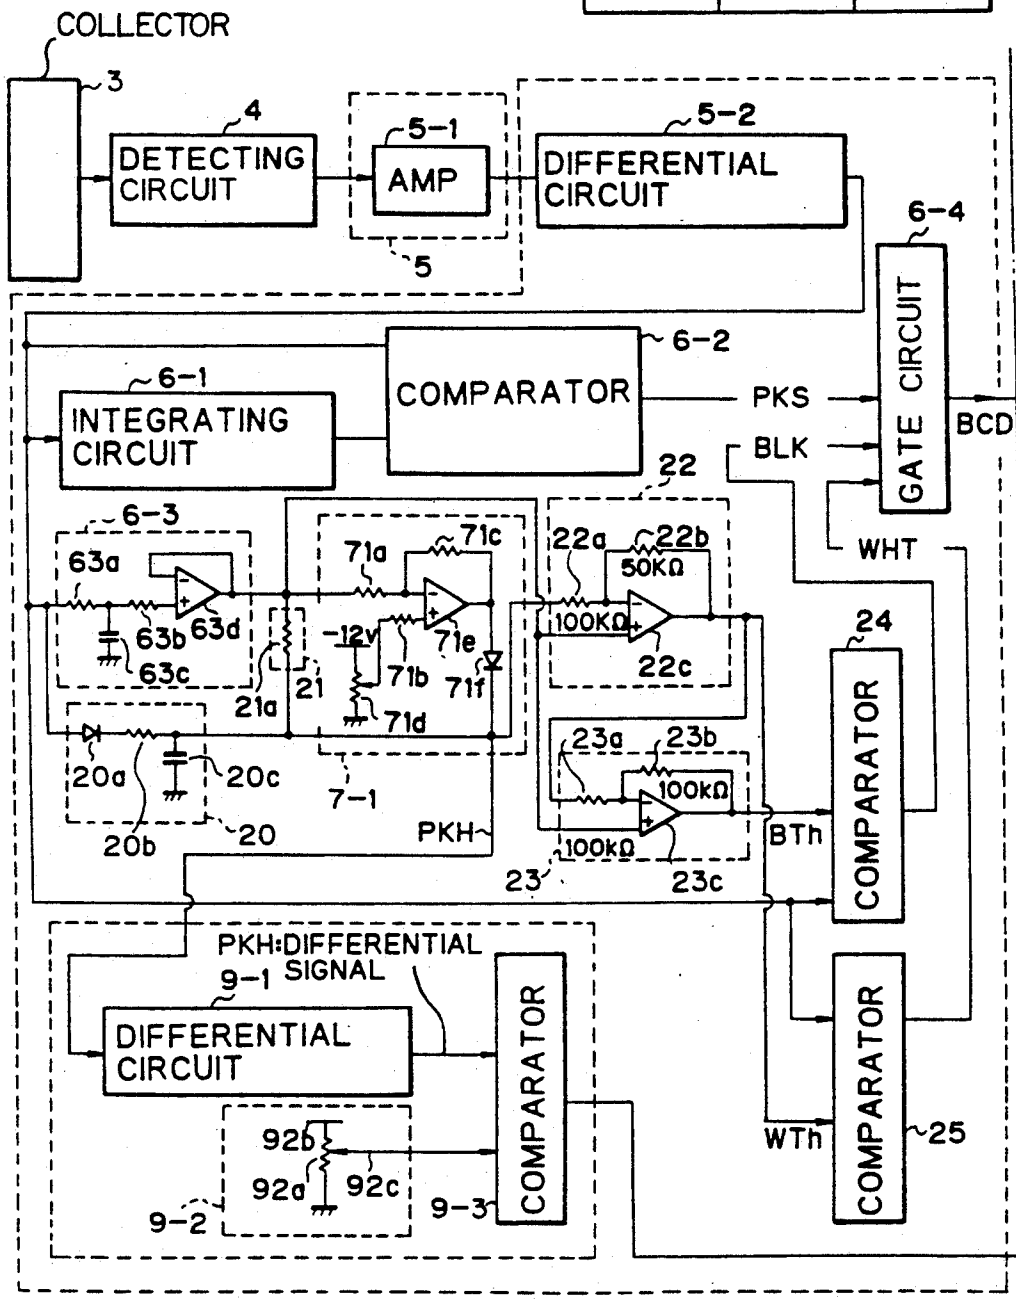 COLLECTOR
3
4
5-1
5-2
DETECTING
CIRCUIT
AMP
DIFFERENTIAL
CIRCUIT
5
6-4
6-2
6-1
COMPARATOR
INTEGRATING
CIRCUIT
PKS
BLK
GATE CIRCUIT
BCD
22
6-3
WHT
63a
63b
63c
63d
71a
71c
71b
71e
71d
71f
-12v
22a
22b
50KΩ
100KΩ
22c
21a
21
24
COMPARATOR
20a
20b
20c
20
7-1
PKH
23a
23b
100kΩ
100kΩ
23
23c
BTh
PKH:DIFFERENTIAL
SIGNAL
9-1
DIFFERENTIAL
CIRCUIT
COMPARATOR
COMPARATOR
92b
92a
92c
9-2
9-3
WTh
25